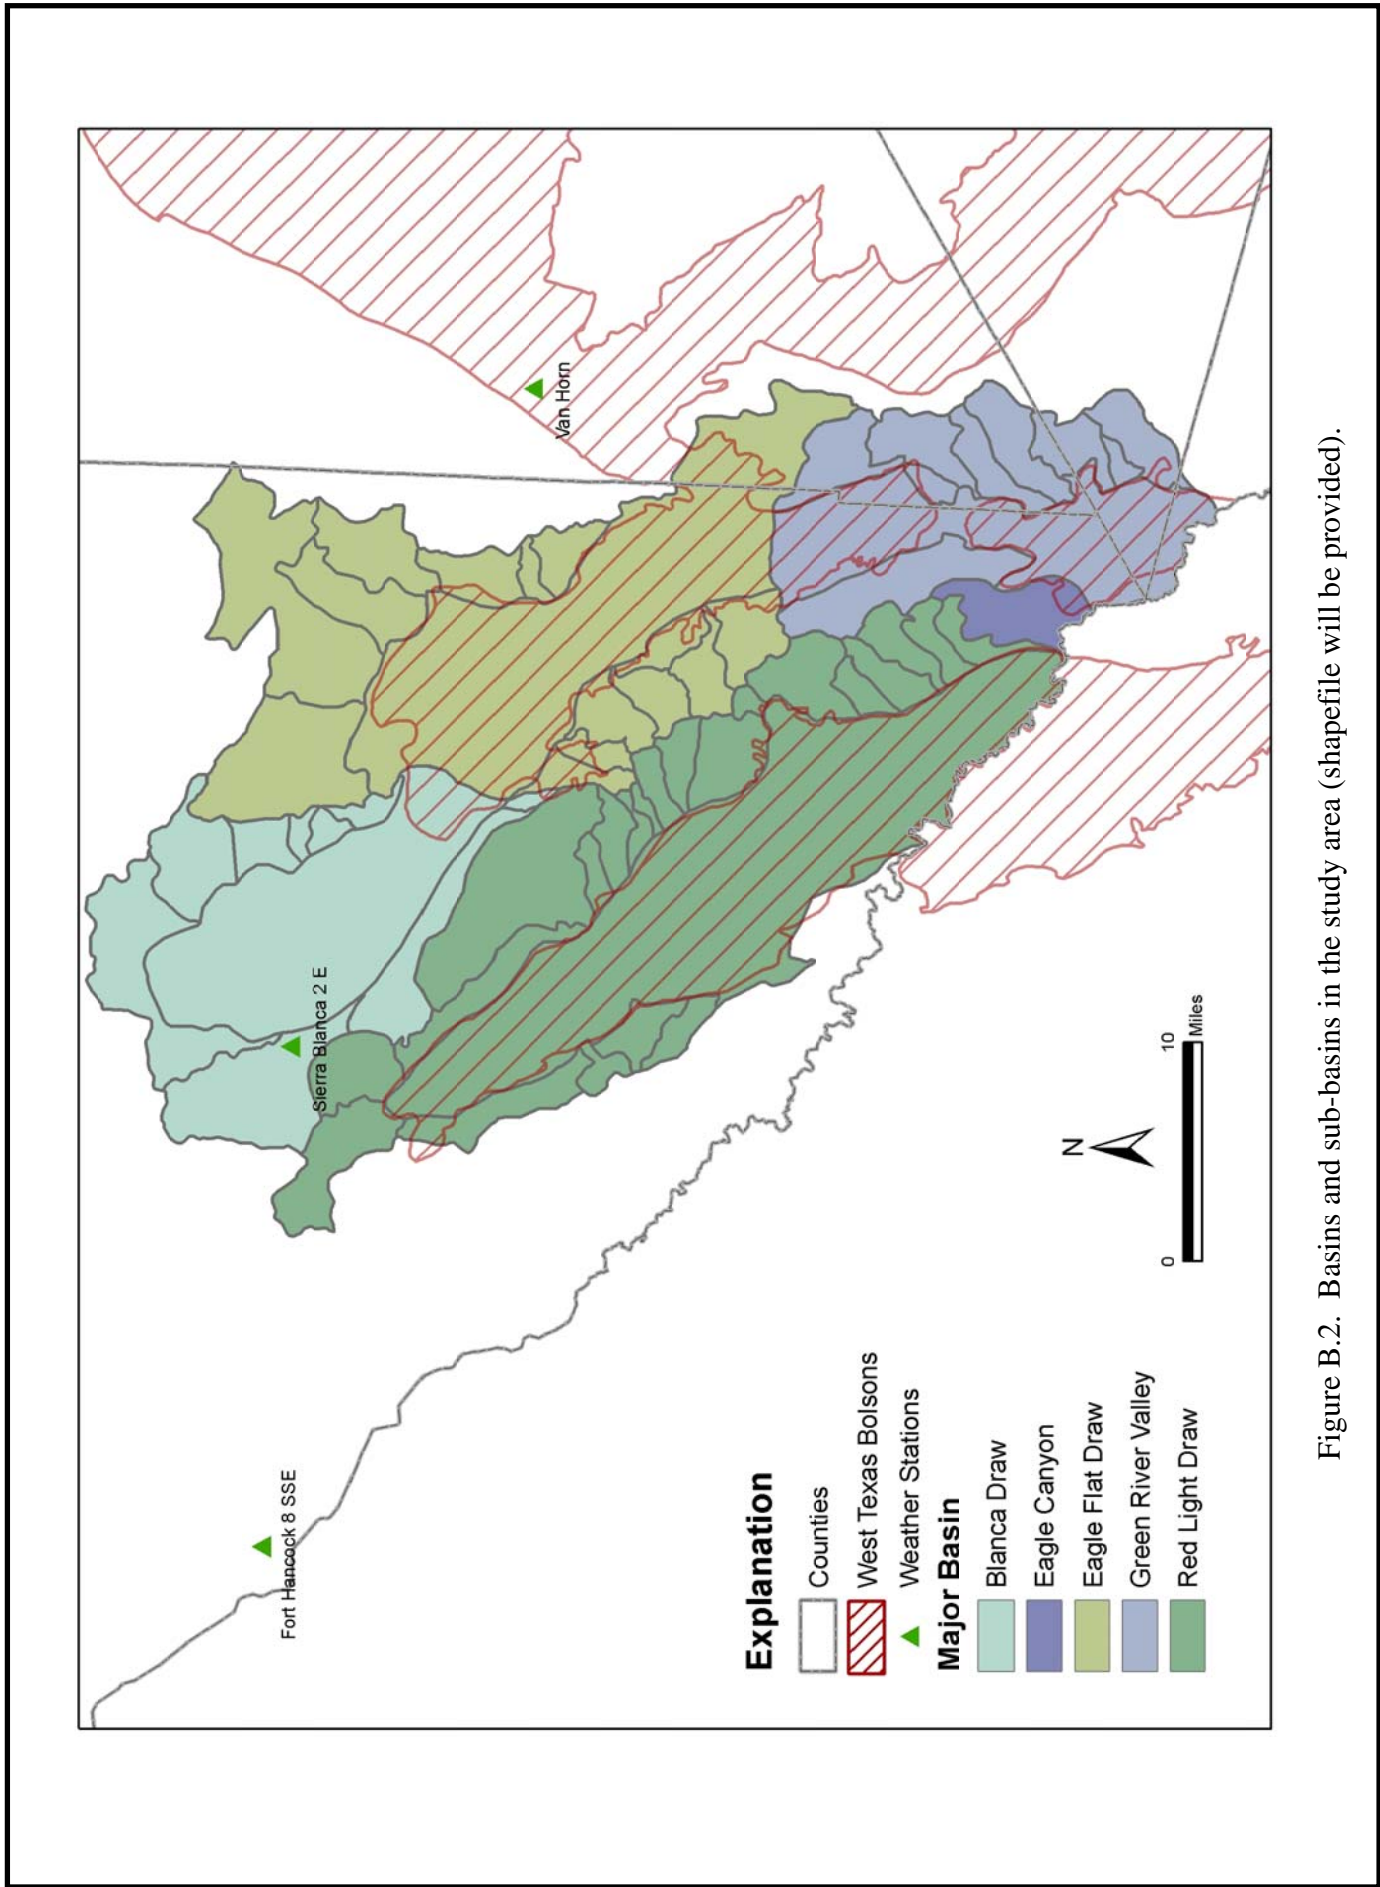 Fort Hancock 8 SSE
Sierra Blanca 2 E
Van Horn
Explanation
Counties
West Texas Bolsons
Weather Stations
Major Basin
Blanca Draw
Eagle Canyon
Eagle Flat Draw
Green River Valley
Red Light Draw
N
0
10
Miles
Figure B.2. Basins and sub-basins in the study area (shapefile will be provided).